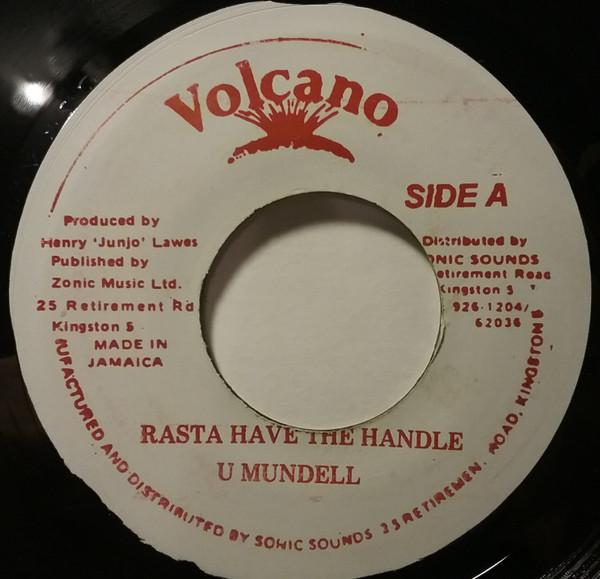 Volcano
SIDE A
Produced by
Henry 'Junjo' Lawes
Published by
Zonic Music Ltd.
25 Retirement Rd
Kingston 5
MADE IN
JAMAICA
Distributed by
ONIC SOUNDS
etirement Road
Kingston 5
926-1204/
62036
RASTA HAVE THE HANDLE
U MUNDELL
UFACTURED AND DISTRIBUTED BY SONIC SOUNDS 25 RETIREMEN. ROAD, KINGSTON 5